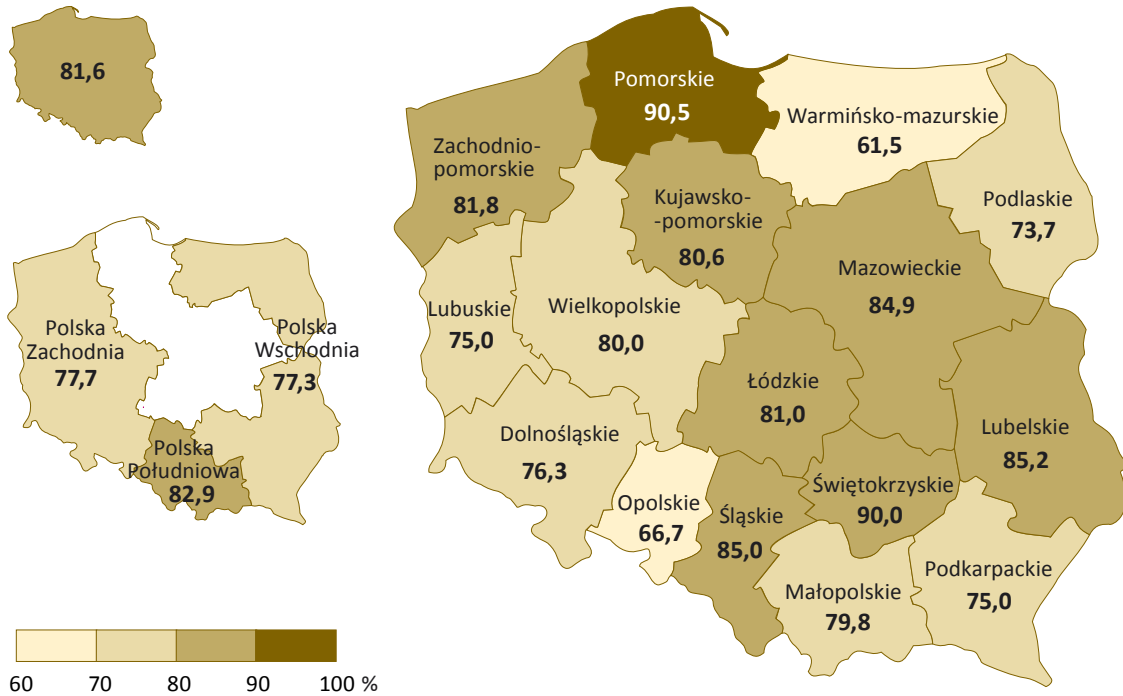 81,6
Polska
Zachodnia
77,7
Polska
Wschodnia
77,3
Polska
Południowa
82,9
Pomorskie
90,5
Warmińsko-mazurskie
61,5
Zachodnio-
pomorskie
81,8
Kujawsko-
-pomorskie
80,6
Podlaskie
73,7
Mazowieckie
84,9
Lubuskie
75,0
Wielkopolskie
80,0
Łódzkie
81,0
Lubelskie
85,2
Dolnośląskie
76,3
Opolskie
66,7
Śląskie
85,0
Świętokrzyskie
90,0
Małopolskie
79,8
Podkarpackie
75,0
60 70 80 90 100 %